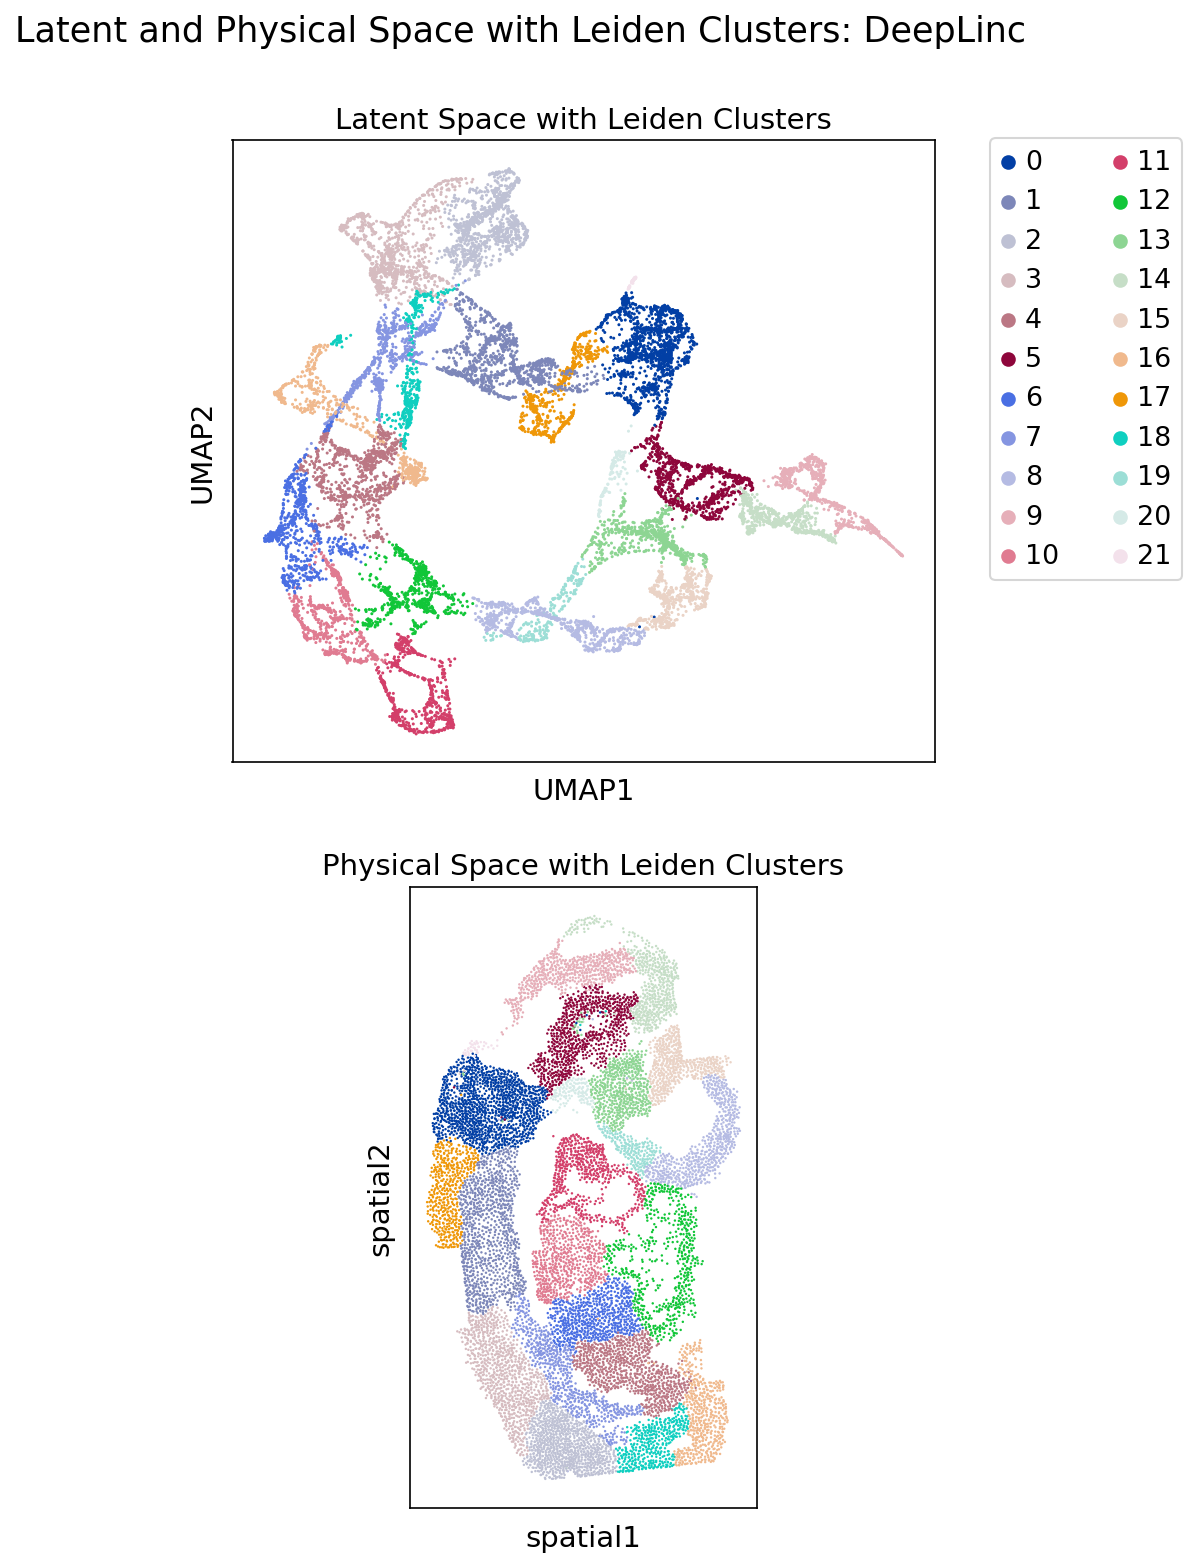 Latent and Physical Space with Leiden Clusters: DeepLinc
Latent Space with Leiden Clusters
0 11
1 12
2 13
3 14
4 15
5 16
6 17
7 18
8 19
9 20
10 21
UMAP2
UMAP1
Physical Space with Leiden Clusters
spatial2
spatial1